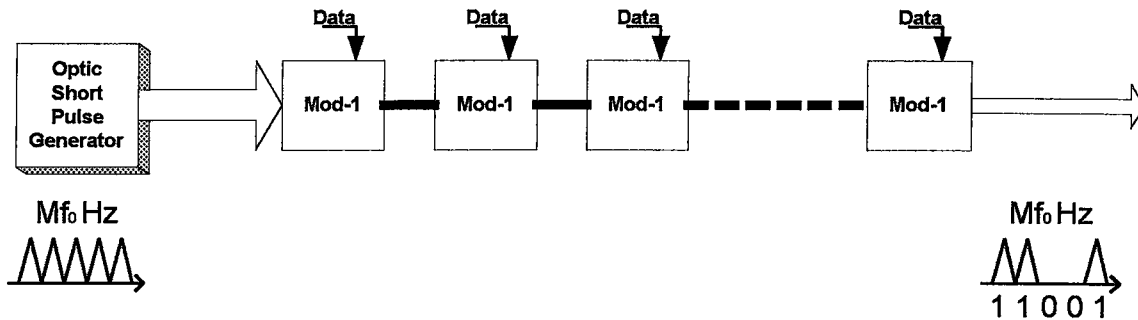 Data Data Data Data
Optic
Short
Pulse
Generator
Mod-1 Mod-1 Mod-1 Mod-1
Mf₀ Hz Mf₀ Hz
1 1 0 0 1